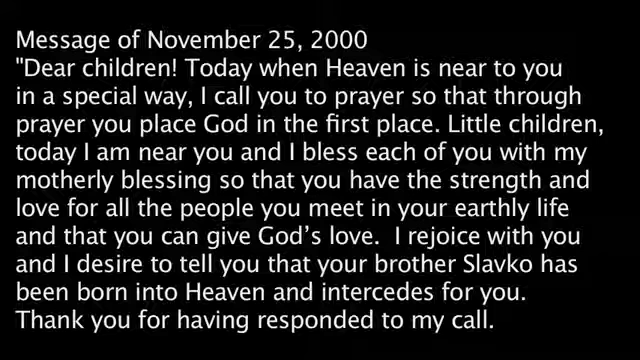 Message of November 25, 2000
"Dear children! Today when Heaven is near to you
in a special way, I call you to prayer so that through
prayer you place God in the first place. Little children,
today I am near you and I bless each of you with my
motherly blessing so that you have the strength and
love for all the people you meet in your earthly life
and that you can give God’s love.  I rejoice with you
and I desire to tell you that your brother Slavko has
been born into Heaven and intercedes for you.
Thank you for having responded to my call.